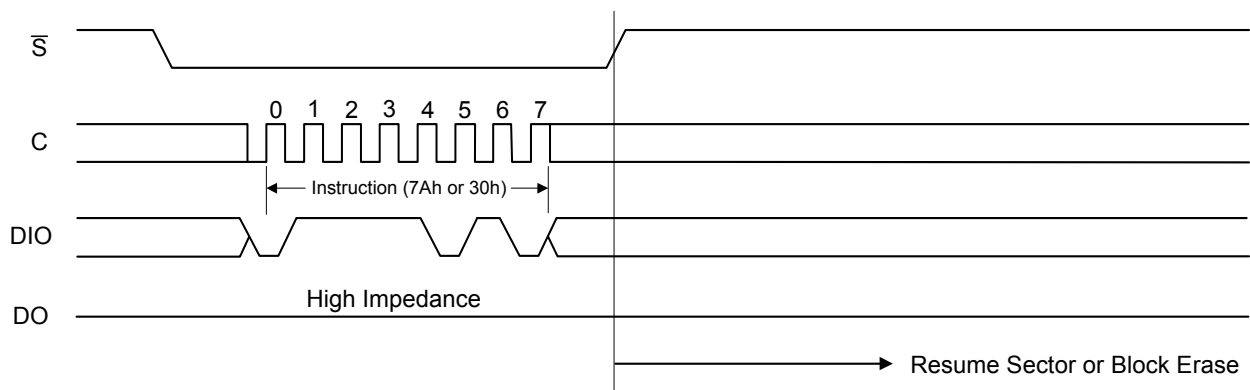 S̅
0 1 2 3 4 5 6 7
C
Instruction (7Ah or 30h)
DIO
High Impedance
DO
Resume Sector or Block Erase